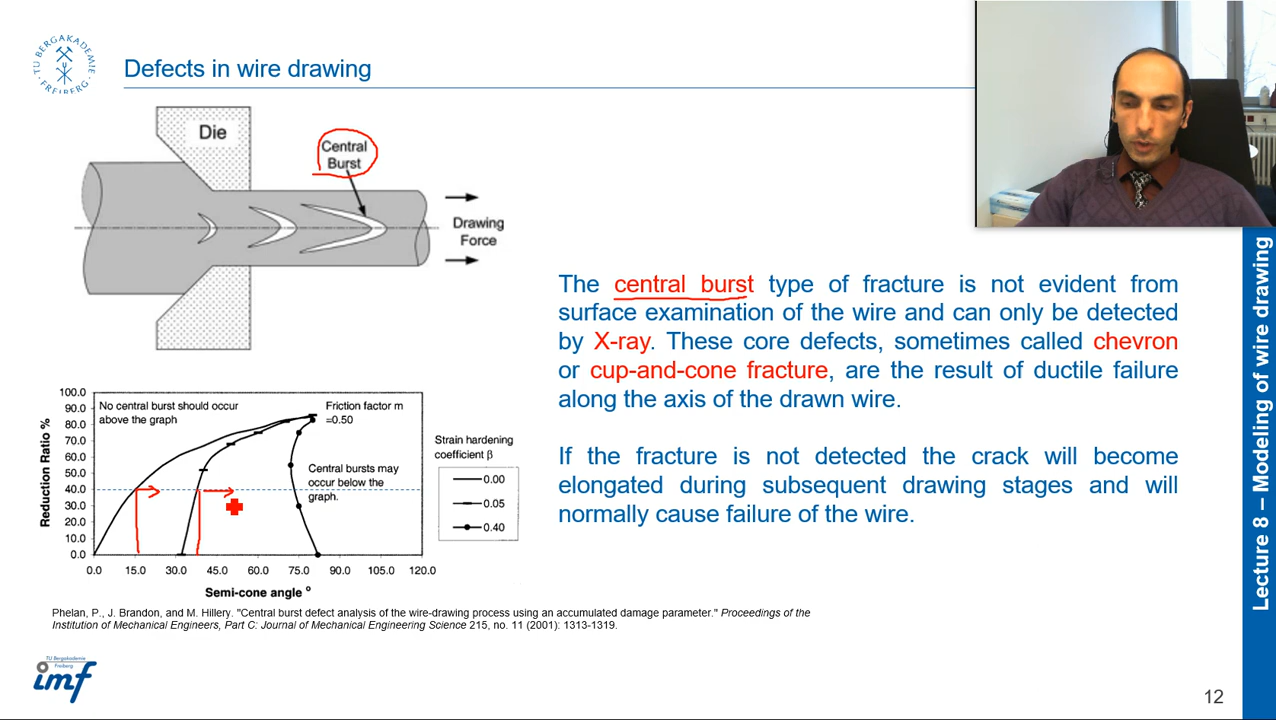 TU BERGAKADEMIE
FREIBERG
Defects in wire drawing
Die
Central
Burst
Drawing
Force
The central burst type of fracture is not evident from
surface examination of the wire and can only be detected
by X-ray. These core defects, sometimes called chevron
or cup-and-cone fracture, are the result of ductile failure
along the axis of the drawn wire.
If the fracture is not detected the crack will become
elongated during subsequent drawing stages and will
normally cause failure of the wire.
100.0
90.0
80.0
70.0
60.0
50.0
40.0
30.0
20.0
10.0
0.0
Reduction Ratio %
No central burst should occur
above the graph
Friction factor m
=0.50
Central bursts may
occur below the
graph.
Strain hardening
coefficient β
0.00
0.05
0.40
0.0 15.0 30.0 45.0 60.0 75.0 90.0 105.0 120.0
Semi-cone angle °
Phelan, P., J. Brandon, and M. Hillery. "Central burst defect analysis of the wire-drawing process using an accumulated damage parameter." Proceedings of the
Institution of Mechanical Engineers, Part C: Journal of Mechanical Engineering Science 215, no. 11 (2001): 1313-1319.
TU Bergakademie
Freiberg
imf
12
Lecture 8 – Modeling of wire drawing